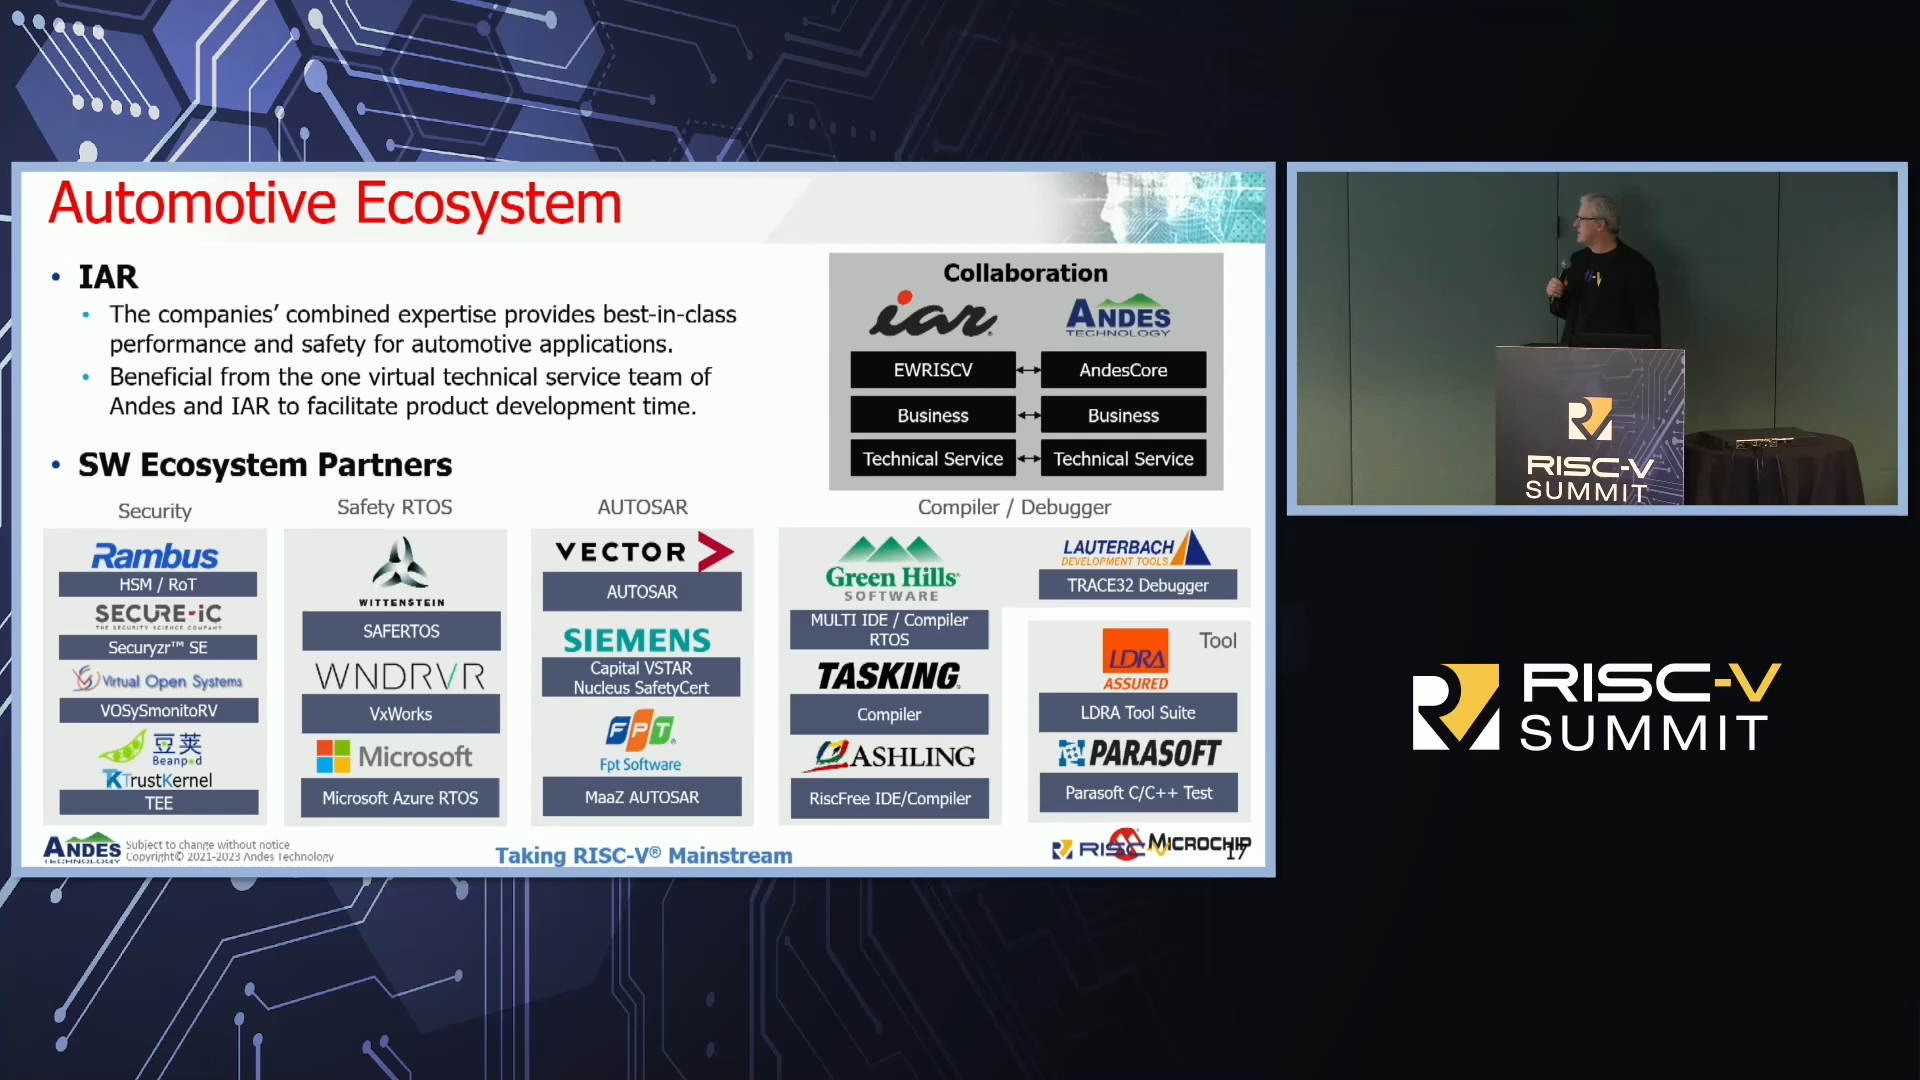 Automotive Ecosystem
• IAR
• The companies’ combined expertise provides best-in-class
performance and safety for automotive applications.
• Beneficial from the one virtual technical service team of
Andes and IAR to facilitate product development time.
Collaboration
iar
ANDES
TECHNOLOGY
EWRISCV
AndesCore
Business
Business
Technical Service
Technical Service
• SW Ecosystem Partners
Security
Rambus
HSM / RoT
SECURE-iC
THE SECURITY SCIENCE COMPANY
Securyzr™ SE
Virtual Open Systems
VOSySmonitoRV
豆荚
Beanpod
TrustKernel
TEE
Safety RTOS
WITTENSTEIN
SAFERTOS
WNDRVR
VxWorks
Microsoft
Microsoft Azure RTOS
AUTOSAR
VECTOR
AUTOSAR
SIEMENS
Capital VSTAR
Nucleus SafetyCert
FPT
Fpt Software
MaaZ AUTOSAR
Compiler / Debugger
Green Hills
SOFTWARE
MULTI IDE / Compiler
RTOS
TASKING
Compiler
ASHLING
RiscFree IDE/Compiler
LAUTERBACH
DEVELOPMENT TOOLS
TRACE32 Debugger
Tool
LDRA
ASSURED
LDRA Tool Suite
PARASOFT
Parasoft C/C++ Test
ANDES
TECHNOLOGY
Subject to change without notice
Copyright© 2021-2023 Andes Technology
Taking RISC-V® Mainstream
RISC-V
MICROCHIP
17
RISC-V
SUMMIT
RISC-V
SUMMIT